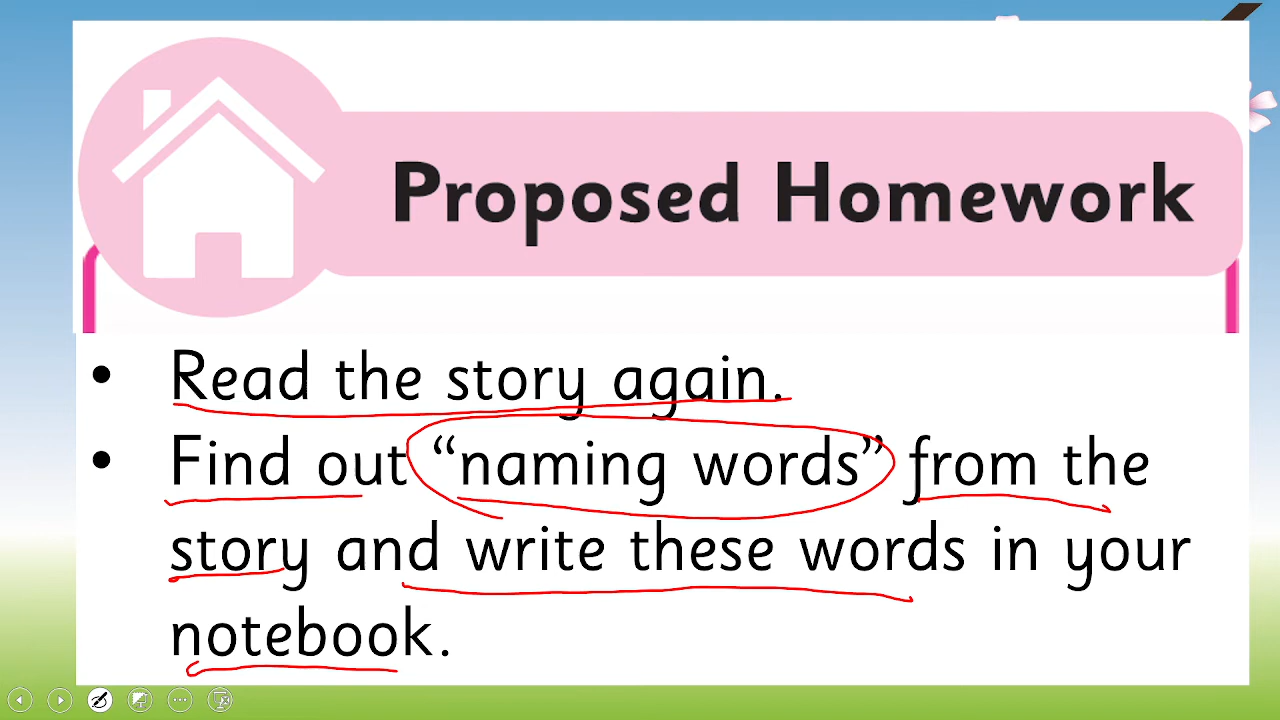 Proposed Homework
• Read the story again.
• Find out “naming words” from the
story and write these words in your
notebook.